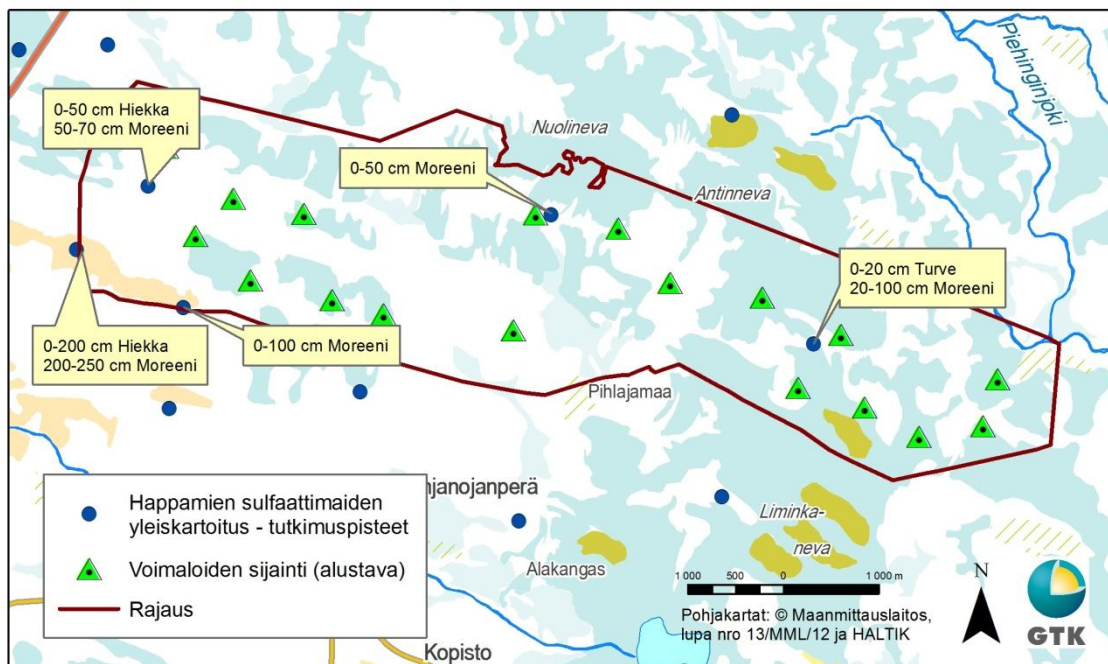 Piehinginjoki
0-50 cm Hiekka
50-70 cm Moreeni
Nuolineva
0-50 cm Moreeni
Antinneva
0-20 cm Turve
20-100 cm Moreeni
0-200 cm Hiekka
200-250 cm Moreeni
0-100 cm Moreeni
Pihlajamaa
njanojanperä
Happamien sulfaattimaiden
yleiskartoitus - tutkimuspisteet
Voimaloiden sijainti (alustava)
Rajaus
Liminka-
neva
Alakangas
1 000 500 0 1 000 m
Pohjakartat: © Maanmittauslaitos,
lupa nro 13/MML/12 ja HALTIK
N
GTK
Kopisto